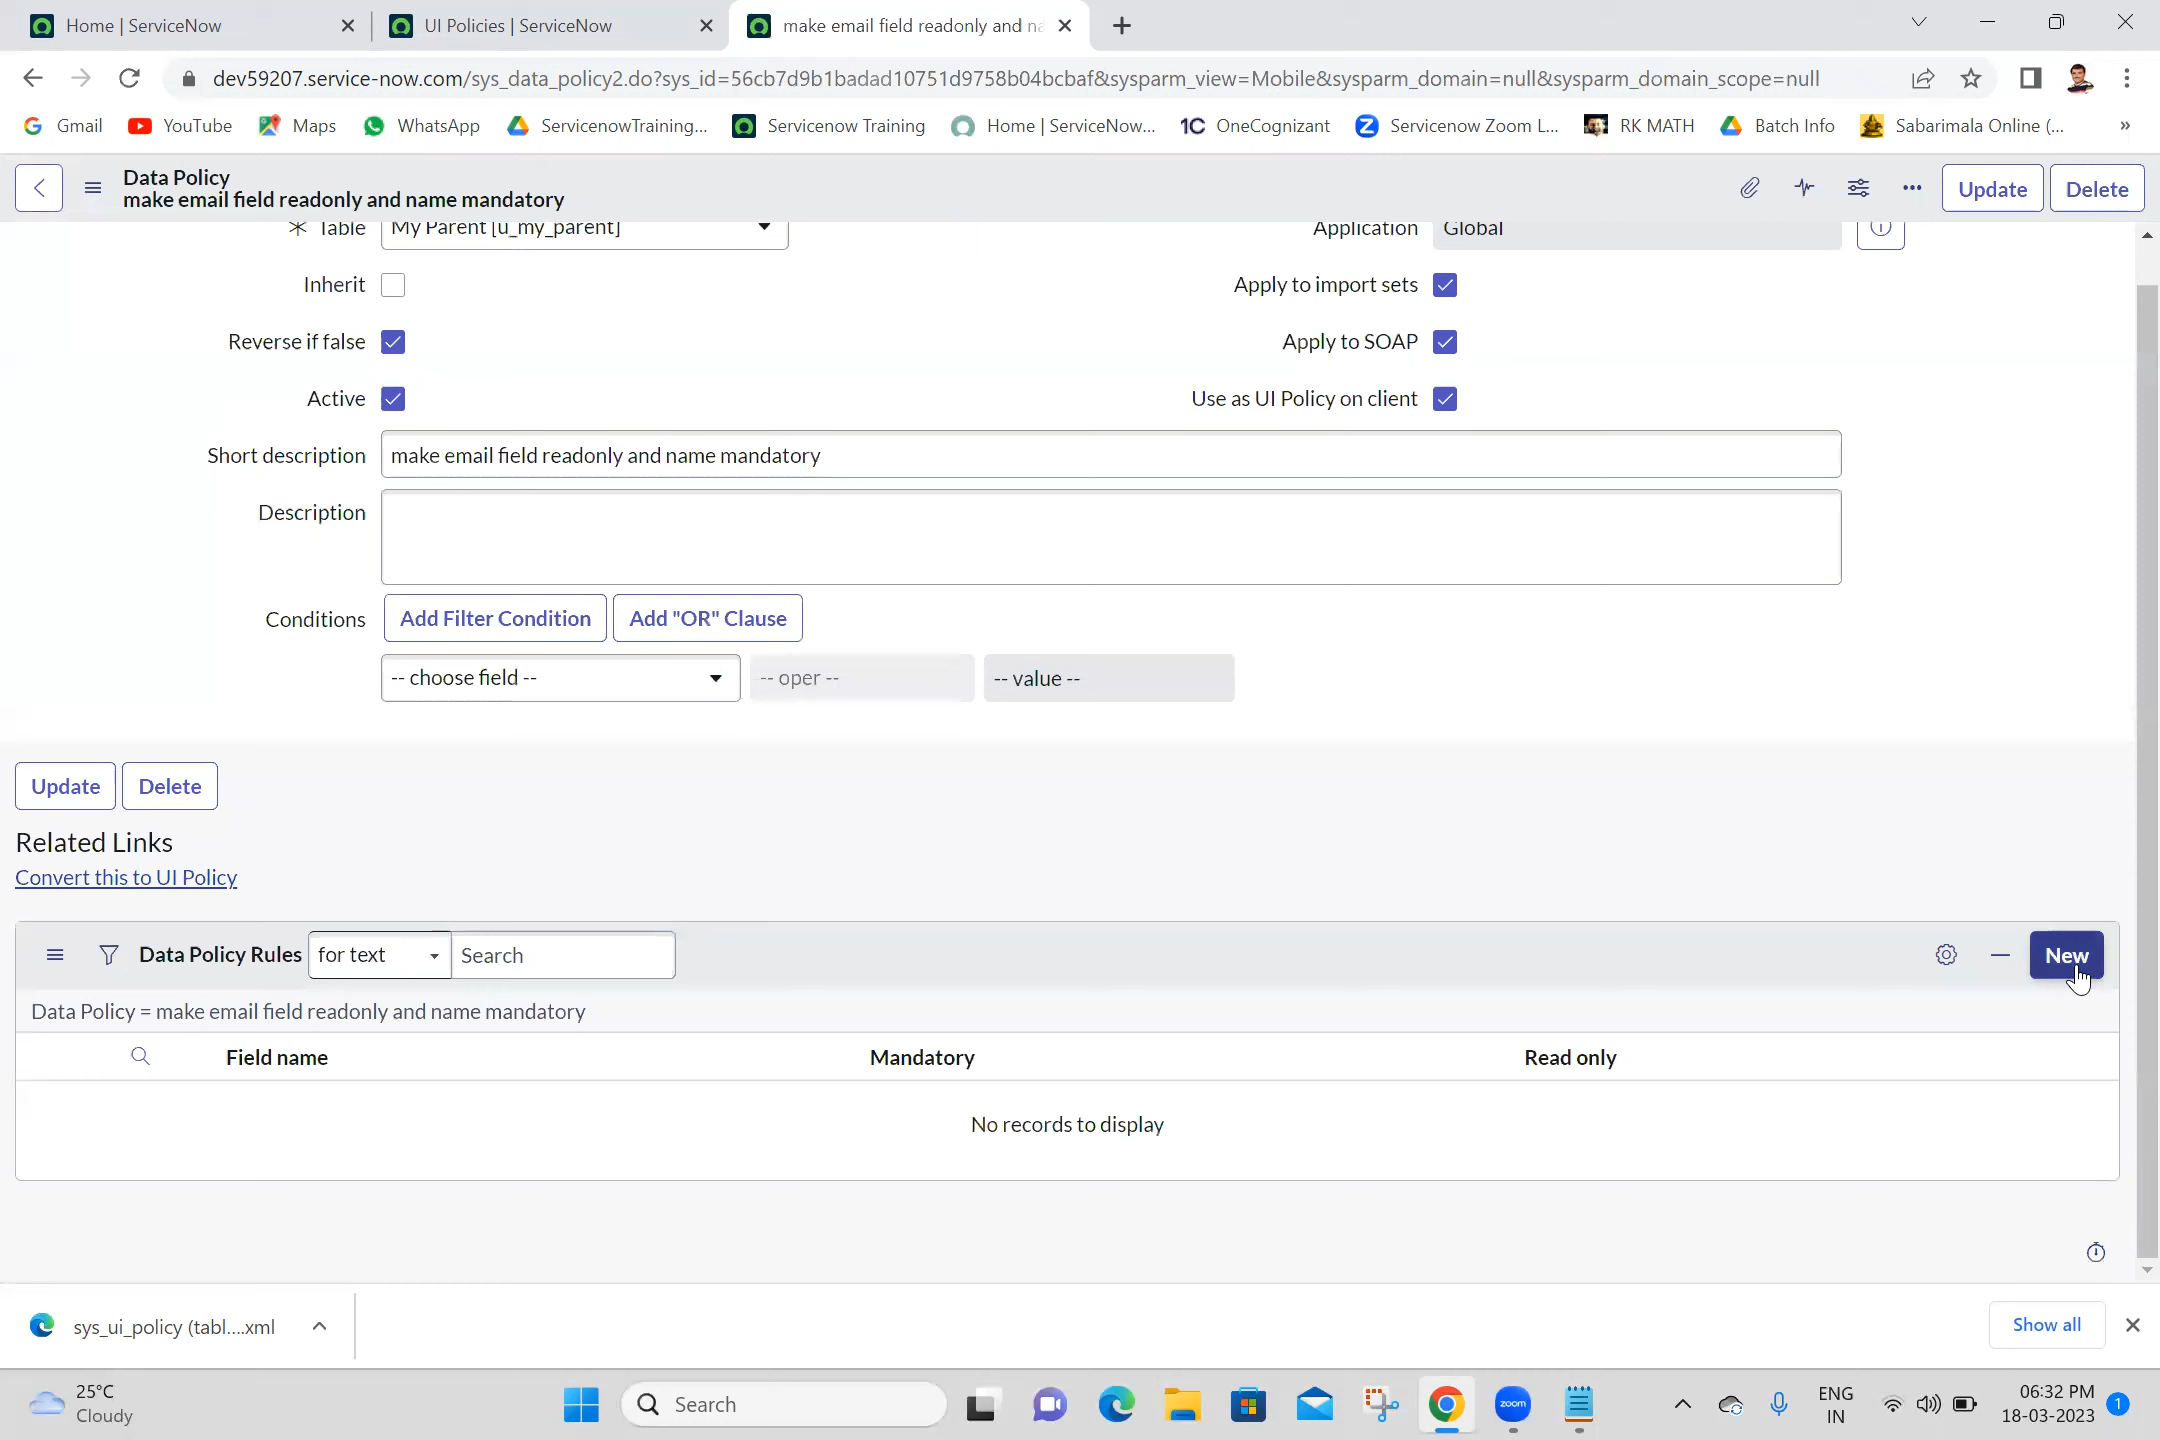 Home | ServiceNow
UI Policies | ServiceNow
make email field readonly and na
dev59207.service-now.com/sys_data_policy2.do?sys_id=56cb7d9b1badad10751d9758b04bcbaf&sysparm_view=Mobile&sysparm_domain=null&sysparm_domain_scope=null
Gmail YouTube Maps WhatsApp ServicenowTraining... Servicenow Training Home | ServiceNow... 1C OneCognizant Servicenow Zoom L... RK MATH Batch Info Sabarimala Online (... »
Data Policy
make email field readonly and name mandatory
Update Delete
Table My Parent [u_my_parent] Application Global
Inherit Apply to import sets
Reverse if false Apply to SOAP
Active Use as UI Policy on client
Short description make email field readonly and name mandatory
Description
Conditions Add Filter Condition Add "OR" Clause
-- choose field -- -- oper -- -- value --
Update Delete
Related Links
Convert this to UI Policy
Data Policy Rules for text Search New
Data Policy = make email field readonly and name mandatory
Field name Mandatory Read only
No records to display
sys_ui_policy (tabl....xml Show all
25°C
Cloudy
Search
zoom
ENG
IN
06:32 PM
18-03-2023
1